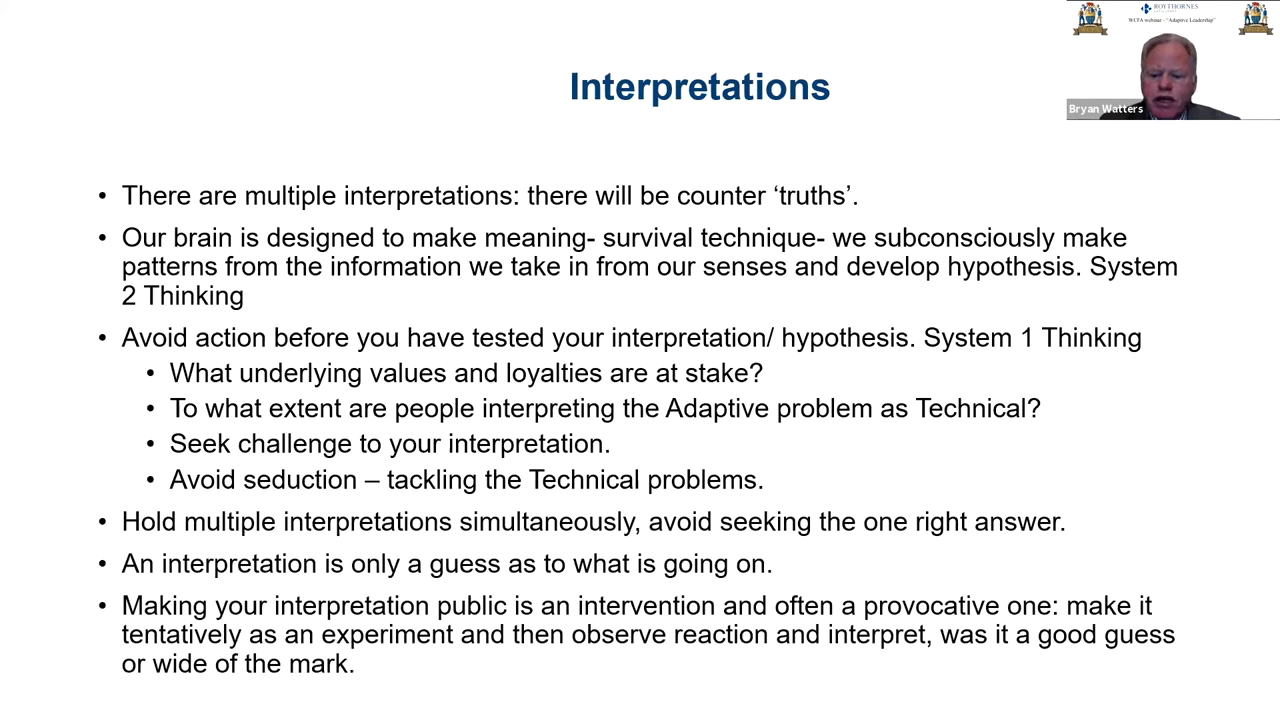 ROYTHORNES
WCTA webinar - "Adaptive Leadership"
Bryan Watters
Interpretations
• There are multiple interpretations: there will be counter ‘truths’.
• Our brain is designed to make meaning- survival technique- we subconsciously make
patterns from the information we take in from our senses and develop hypothesis. System
2 Thinking
• Avoid action before you have tested your interpretation/ hypothesis. System 1 Thinking
• What underlying values and loyalties are at stake?
• To what extent are people interpreting the Adaptive problem as Technical?
• Seek challenge to your interpretation.
• Avoid seduction – tackling the Technical problems.
• Hold multiple interpretations simultaneously, avoid seeking the one right answer.
• An interpretation is only a guess as to what is going on.
• Making your interpretation public is an intervention and often a provocative one: make it
tentatively as an experiment and then observe reaction and interpret, was it a good guess
or wide of the mark.